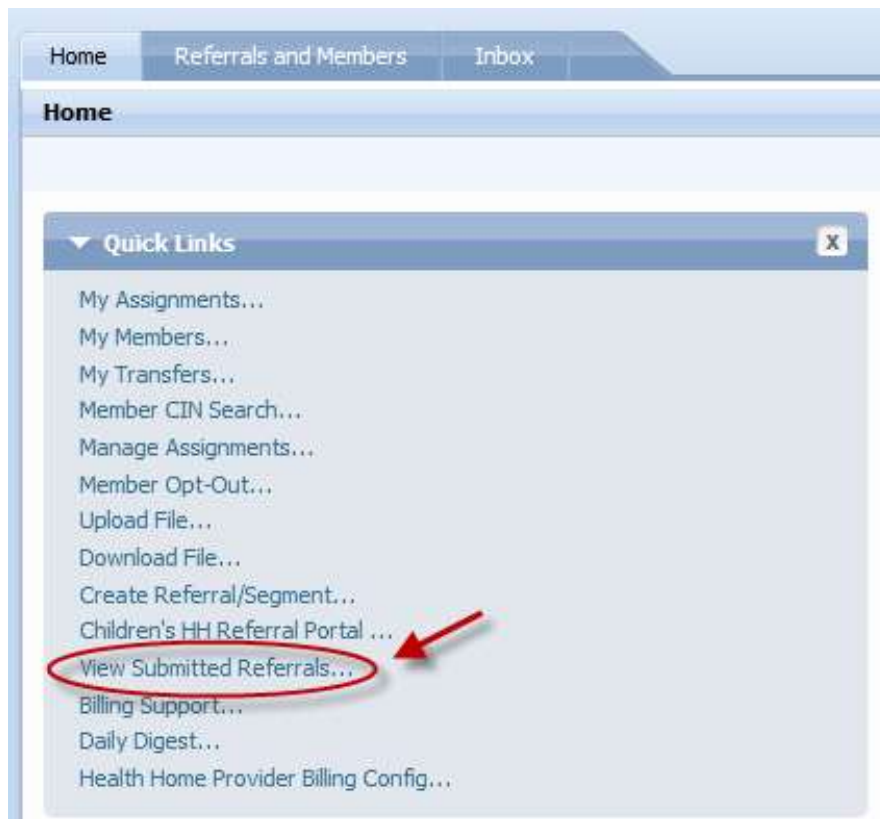 Home Referrals and Members Inbox
Home
Quick Links X
My Assignments...
My Members...
My Transfers...
Member CIN Search...
Manage Assignments...
Member Opt-Out...
Upload File...
Download File...
Create Referral/Segment...
Children's HH Referral Portal ...
View Submitted Referrals...
Billing Support...
Daily Digest...
Health Home Provider Billing Config...